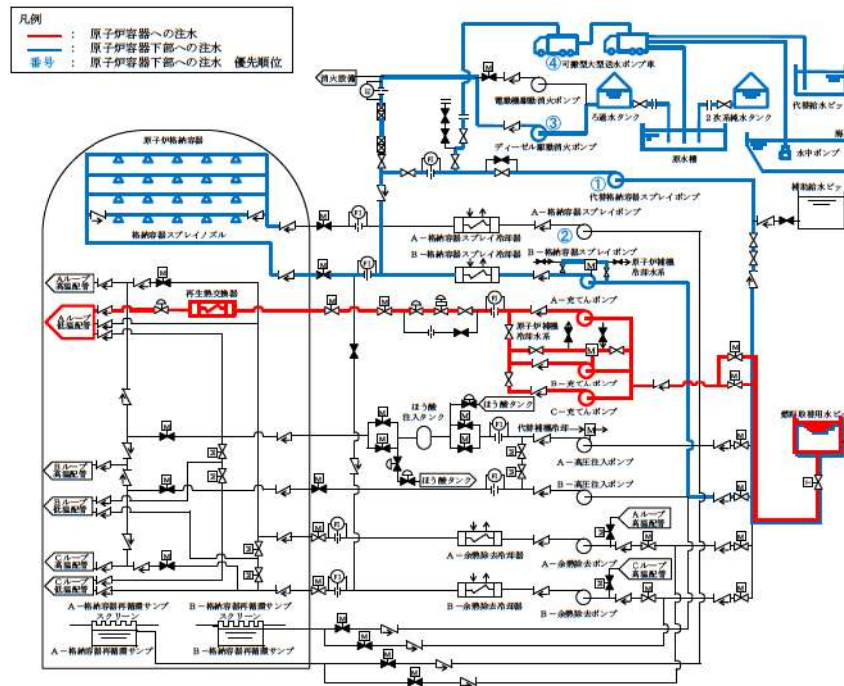 凡例
： 原子炉容器への注水
： 原子炉容器下部への注水
番号 ： 原子炉容器下部への注水 優先順位
消火設備
M
④
可搬型大型送水ポンプ車
電動機駆動消火ポンプ
③
ディーゼル駆動消火ポンプ
ろ過水タンク
2次系純水タンク
原水槽
代替給水ピッ
海
水中ポンプ
補助給水ピッ
①
代替格納容器スプレイポンプ
原子炉格納容器
格納容器スプレイノズル
FI
A－格納容器スプレイポンプ
A－格納容器スプレイ冷却器
B－格納容器スプレイ冷却器
②
B－格納容器スプレイポンプ
原子炉補機
冷却水系
Aループ
高温配管
Aループ
低温配管
再生熱交換器
A－充てんポンプ
原子炉補機
冷却水系
B－充てんポンプ
C－充てんポンプ
燃料取替用水ピッ
ほう酸
注入タンク
ほう酸タンク
代替補機冷却
ほう酸タンク
A－高圧注入ポンプ
B－高圧注入ポンプ
Bループ
高温配管
Bループ
低温配管
Aループ
高温配管
A－余熱除去冷却器
A－余熱除去ポンプ
Cループ
高温配管
Cループ
高温配管
Cループ
低温配管
B－余熱除去冷却器
B－余熱除去ポンプ
A－格納容器再循環サンプ
スクリーン
B－格納容器再循環サンプ
スクリーン
A－格納容器再循環サンプ
B－格納容器再循環サンプ